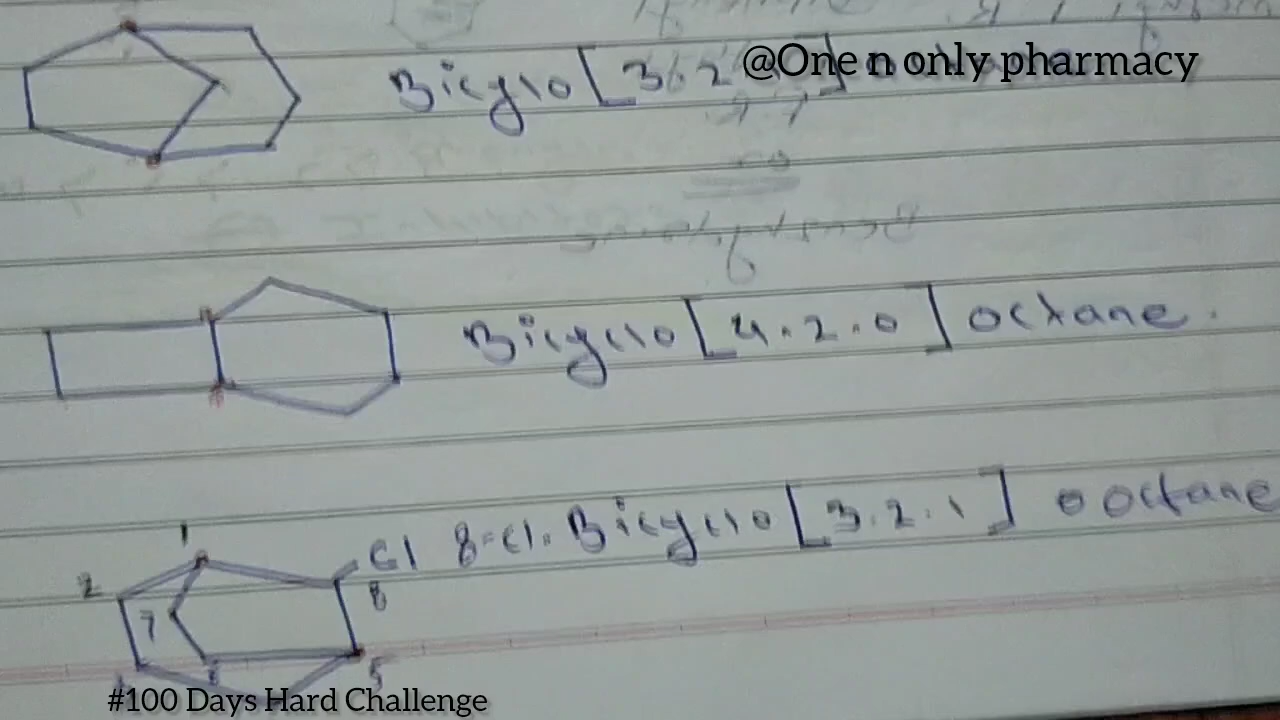 @One n only pharmacy
Bicyclo [3.2
Bicyclo [4.2.0] octane.
1
Cl 8-Cl. Bicyclo [3.2.1] o octane
2
8
7
5
#100 Days Hard Challenge